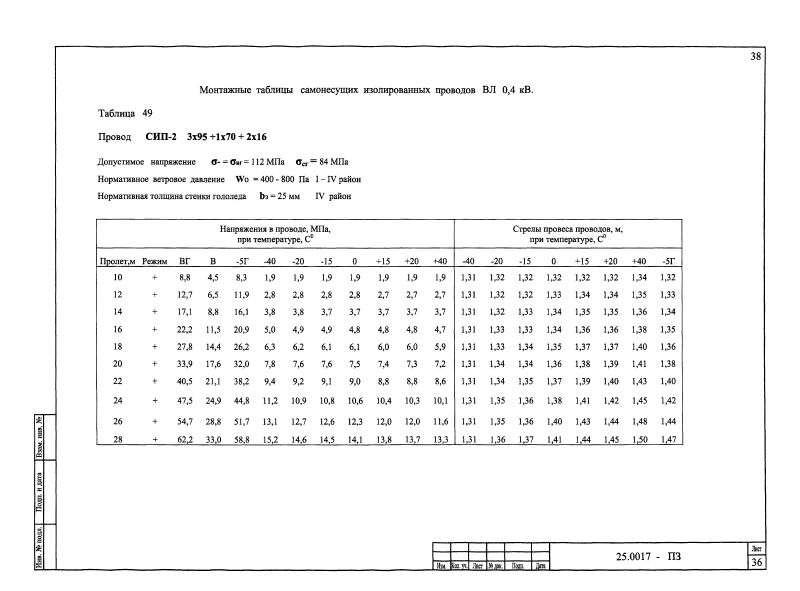 38
Монтажные таблицы самонесущих изолированных проводов ВЛ 0,4 кВ.
Таблица 49
Провод СИП-2 3х95 +1х70 + 2х16
Допустимое напряжение σ- = σвг = 112 МПа σсг = 84 МПа
Нормативное ветровое давление Wo = 400 - 800 Па I – IV район
Нормативная толщина стенки гололеда bэ = 25 мм IV район
Напряжения в проводе, МПа, Стрелы провеса проводов, м,
при температуре, С⁰ при температуре, С⁰
Пролет,м Режим ВГ В -5Г -40 -20 -15 0 +15 +20 +40 -40 -20 -15 0 +15 +20 +40 -5Г
10 + 8,8 4,5 8,3 1,9 1,9 1,9 1,9 1,9 1,9 1,9 1,31 1,32 1,32 1,32 1,32 1,32 1,34 1,32
12 + 12,7 6,5 11,9 2,8 2,8 2,8 2,8 2,7 2,7 2,7 1,31 1,32 1,32 1,33 1,34 1,34 1,35 1,33
14 + 17,1 8,8 16,1 3,8 3,8 3,7 3,7 3,7 3,7 3,7 1,31 1,32 1,33 1,34 1,35 1,35 1,36 1,34
16 + 22,2 11,5 20,9 5,0 4,9 4,9 4,8 4,8 4,8 4,7 1,31 1,33 1,33 1,34 1,36 1,36 1,38 1,35
18 + 27,8 14,4 26,2 6,3 6,2 6,1 6,1 6,0 6,0 5,9 1,31 1,33 1,34 1,35 1,37 1,37 1,40 1,36
20 + 33,9 17,6 32,0 7,8 7,6 7,6 7,5 7,4 7,3 7,2 1,31 1,34 1,34 1,36 1,38 1,39 1,41 1,38
22 + 40,5 21,1 38,2 9,4 9,2 9,1 9,0 8,8 8,8 8,6 1,31 1,34 1,35 1,37 1,39 1,40 1,43 1,40
24 + 47,5 24,9 44,8 11,2 10,9 10,8 10,6 10,4 10,3 10,1 1,31 1,35 1,36 1,38 1,41 1,42 1,45 1,42
26 + 54,7 28,8 51,7 13,1 12,7 12,6 12,3 12,0 12,0 11,6 1,31 1,35 1,36 1,40 1,43 1,44 1,48 1,44
28 + 62,2 33,0 58,8 15,2 14,6 14,5 14,1 13,8 13,7 13,3 1,31 1,36 1,37 1,41 1,44 1,45 1,50 1,47
Взам. инв. №
Подп. и дата
Инв. № подл.
Изм. Кол. уч. Лист № док. Подп. Дата
25.0017 - ПЗ
Лист
36